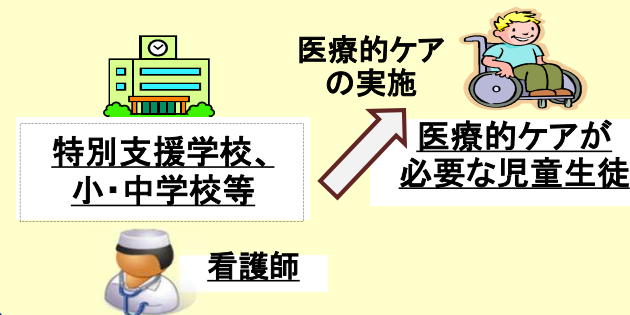 医療的ケア
の実施
特別支援学校、
小・中学校等
医療的ケアが
必要な児童生徒
看護師